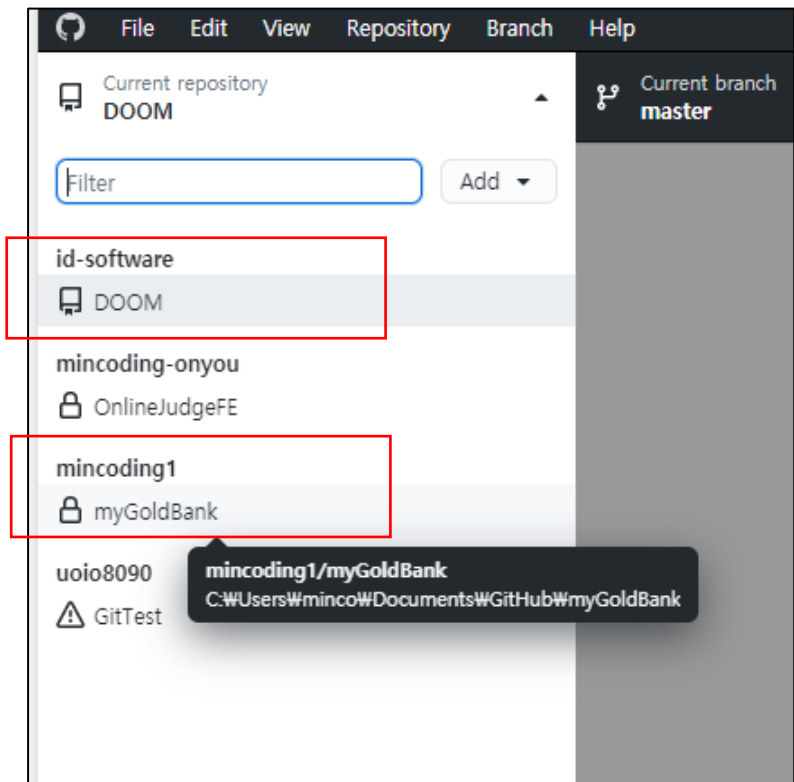 File Edit View Repository Branch Help
Current repository
DOOM
Current branch
master
Filter
Add
id-software
DOOM
mincoding-onyou
OnlineJudgeFE
mincoding1
myGoldBank
mincoding1/myGoldBank
C:₩Users₩minco₩Documents₩GitHub₩myGoldBank
uoio8090
GitTest